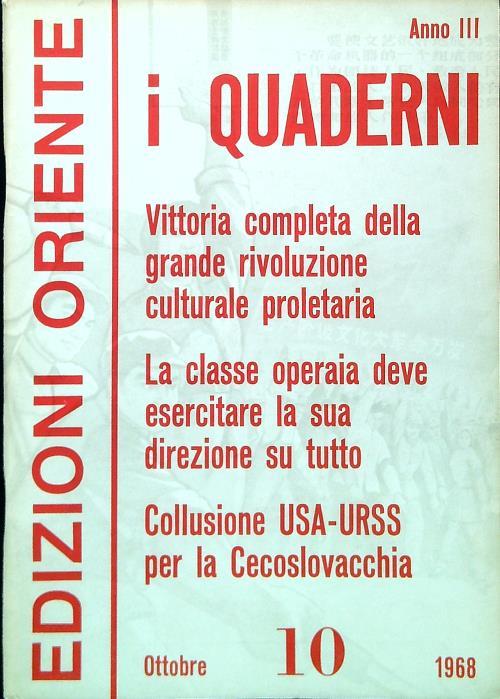 EDIZIONI ORIENTE
Anno III
i QUADERNI
Vittoria completa della
grande rivoluzione
culturale proletaria
La classe operaia deve
esercitare la sua
direzione su tutto
Collusione USA-URSS
per la Cecoslovacchia
Ottobre 10 1968